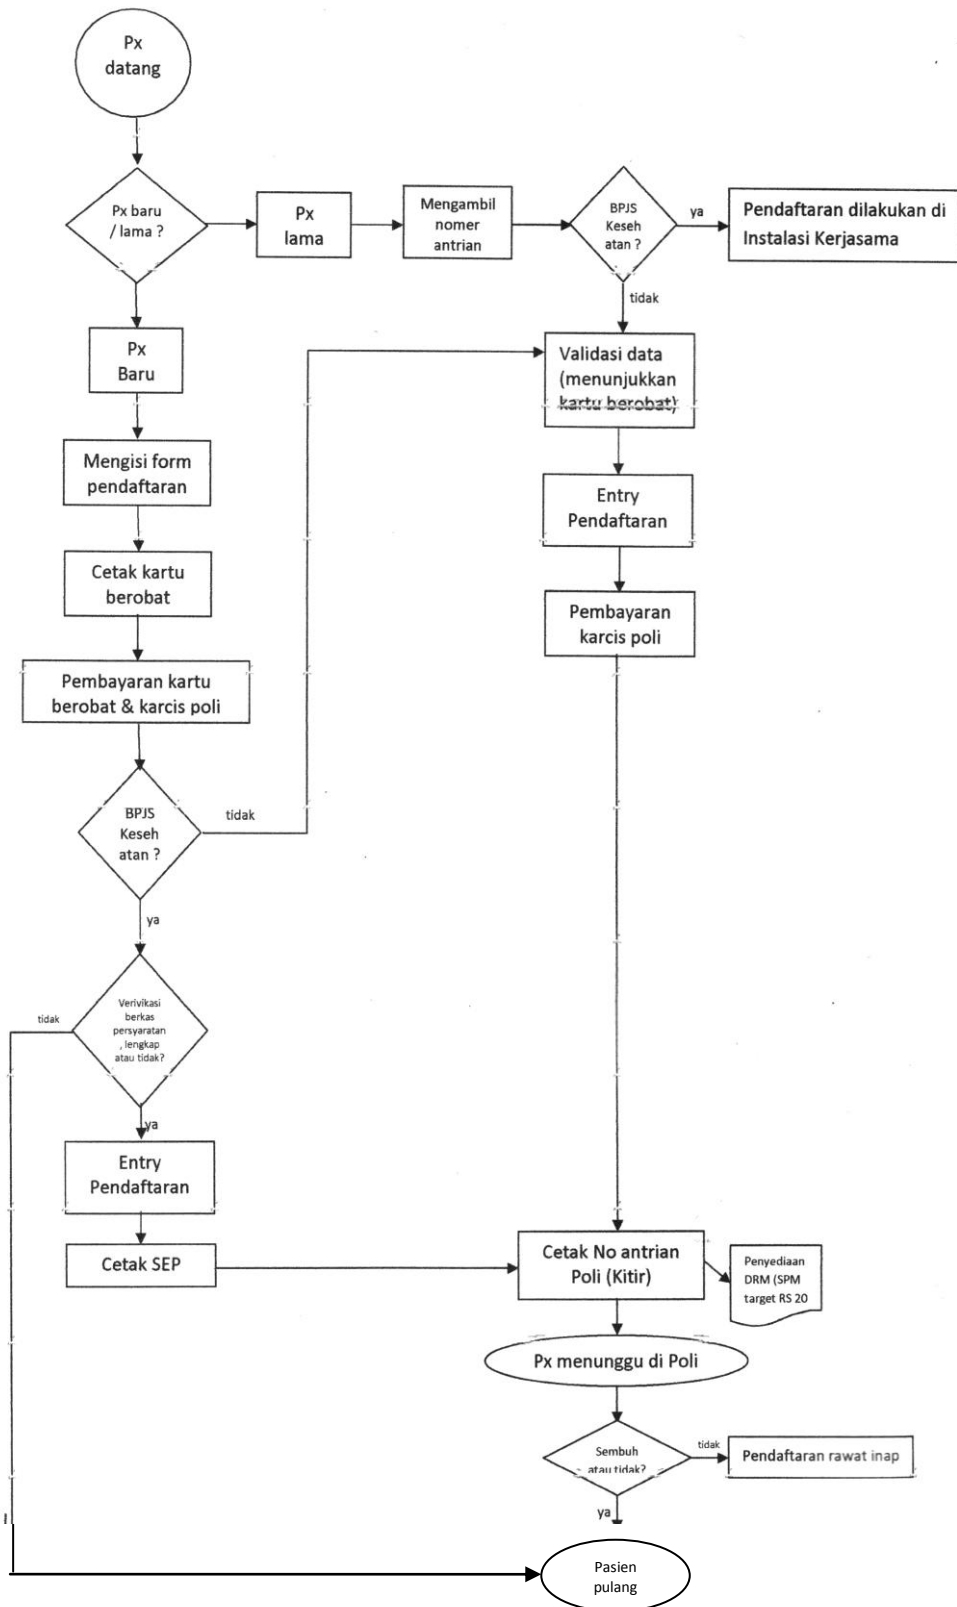 Px
datang
Px baru
/ lama ?
Px
lama
Mengambil
nomer
antrian
BPJS
Keseh
atan ?
ya
Pendaftaran dilakukan di
Instalasi Kerjasama
tidak
Px
Baru
Validasi data
(menunjukkan
kartu berobat)
Mengisi form
pendaftaran
Entry
Pendaftaran
Cetak kartu
berobat
Pembayaran
karcis poli
Pembayaran kartu
berobat & karcis poli
BPJS
Keseh
atan ?
tidak
ya
Verivikasi
berkas
persyaratan
, lengkap
atau tidak?
tidak
ya
Entry
Pendaftaran
Cetak SEP
Cetak No antrian
Poli (Kitir)
Penyediaan
DRM (SPM
target RS 20
Px menunggu di Poli
Sembuh
atau tidak?
tidak
Pendaftaran rawat inap
ya
Pasien
pulang